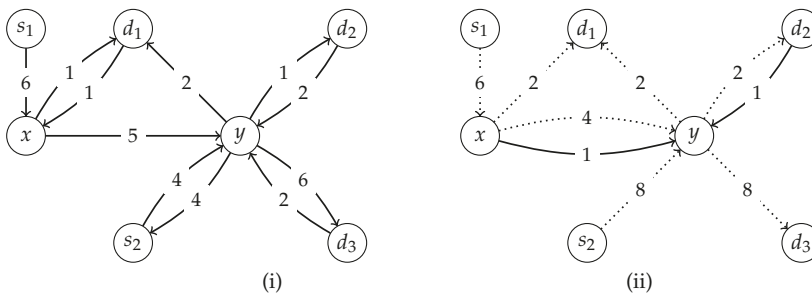 s1 d1 d2 s1 d1 d2
6 1 1 1 2 6 2 2 2 1
2
x 5 y x 4 y
1
4 4 6 2 8 8
s2 d3 s2 d3
(i) (ii)